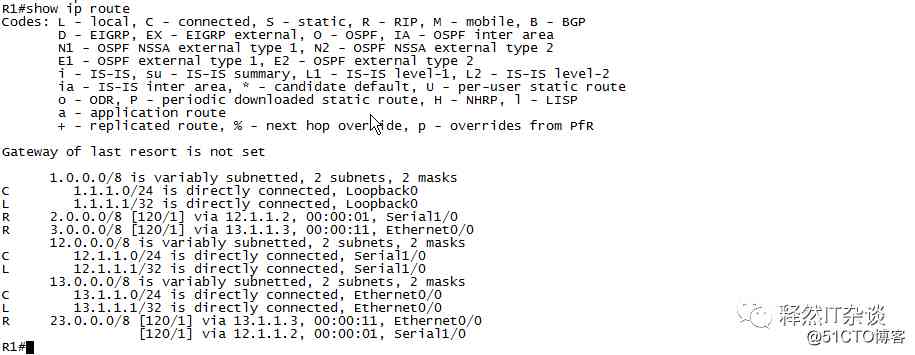 R1#show ip route
Codes: L - local, C - connected, S - static, R - RIP, M - mobile, B - BGP
D - EIGRP, EX - EIGRP external, O - OSPF, IA - OSPF inter area
N1 - OSPF NSSA external type 1, N2 - OSPF NSSA external type 2
E1 - OSPF external type 1, E2 - OSPF external type 2
i - IS-IS, su - IS-IS summary, L1 - IS-IS level-1, L2 - IS-IS level-2
ia - IS-IS inter area, * - candidate default, U - per-user static route
o - ODR, P - periodic downloaded static route, H - NHRP, l - LISP
a - application route
+ - replicated route, % - next hop override, p - overrides from PfR
Gateway of last resort is not set
1.0.0.0/8 is variably subnetted, 2 subnets, 2 masks
C 1.1.1.0/24 is directly connected, Loopback0
L 1.1.1.1/32 is directly connected, Loopback0
R 2.0.0.0/8 [120/1] via 12.1.1.2, 00:00:01, Serial1/0
R 3.0.0.0/8 [120/1] via 13.1.1.3, 00:00:11, Ethernet0/0
12.0.0.0/8 is variably subnetted, 2 subnets, 2 masks
C 12.1.1.0/24 is directly connected, Serial1/0
L 12.1.1.1/32 is directly connected, Serial1/0
13.0.0.0/8 is variably subnetted, 2 subnets, 2 masks
C 13.1.1.0/24 is directly connected, Ethernet0/0
L 13.1.1.1/32 is directly connected, Ethernet0/0
R 23.0.0.0/8 [120/1] via 13.1.1.3, 00:00:11, Ethernet0/0
[120/1] via 12.1.1.2, 00:00:01, Serial1/0
R1#
释然IT杂谈
@51CTO博客